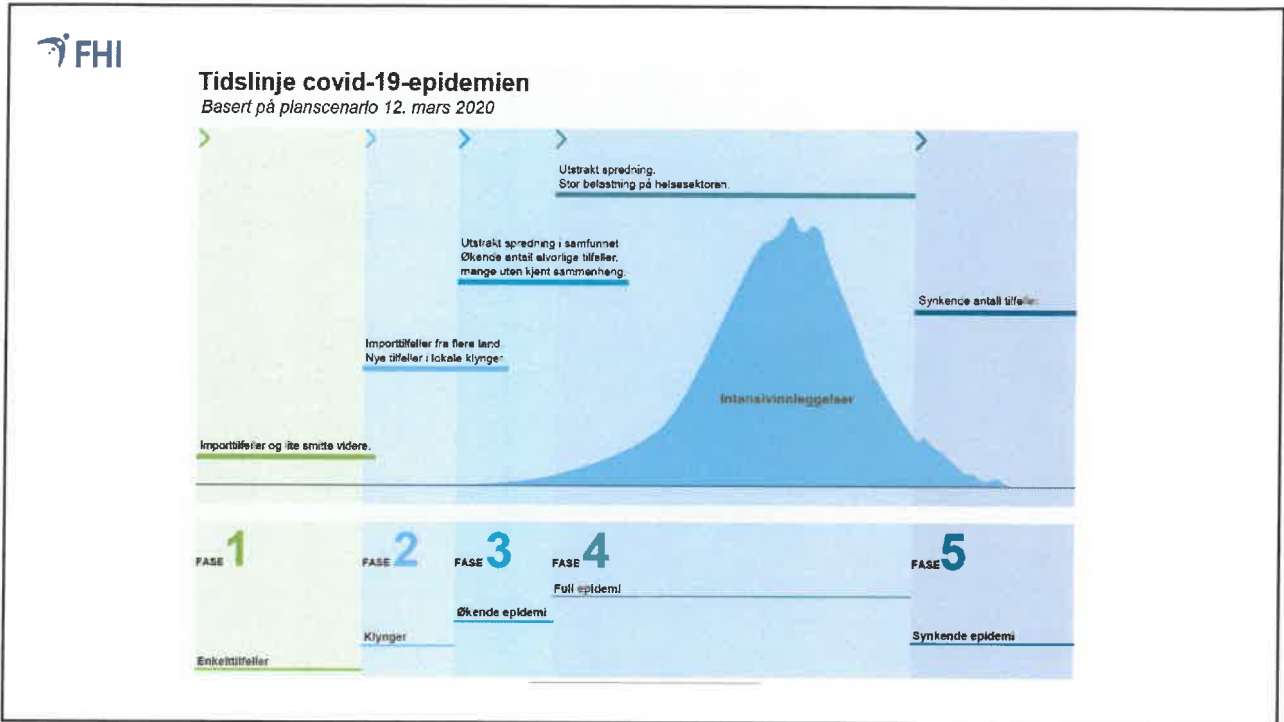 FHI
Tidslinje covid-19-epidemien
Basert på planscenario 12. mars 2020
Utstrakt spredning.
Stor belastning på helsesektoren.
Utstrakt spredning i samfunnet
Økende antall alvorlige tilfeller,
mange uten kjent sammenheng.
Synkende antall tilfeller
Importtilfeller fra flere land
Nye tilfeller i lokale klynger
Intensivinnleggelser
Importtilfeller og lite smitte videre.
FASE 1
FASE 2
FASE 3
FASE 4
FASE 5
Full epidemi
Økende epidemi
Klynger
Synkende epidemi
Enkelttilfeller